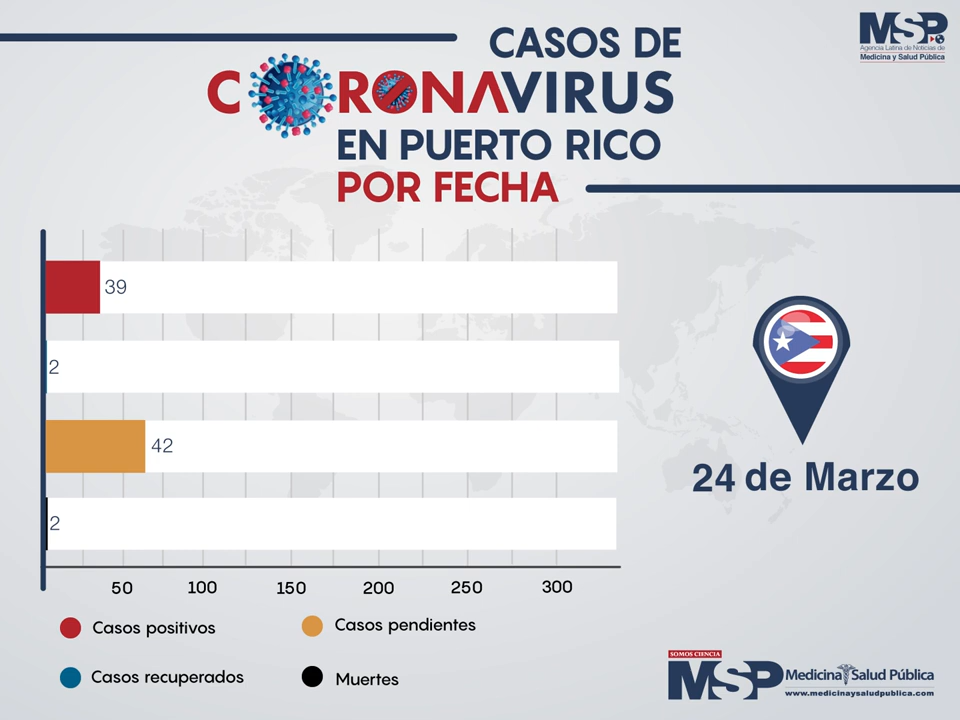 CASOS DE
CORONAVIRUS
EN PUERTO RICO
POR FECHA
MSP
Agencia Latina de Noticias de
Medicina y Salud Pública
39
2
42
2
50 100 150 200 250 300
24 de Marzo
Casos positivos
Casos pendientes
Casos recuperados
Muertes
SOMOS CIENCIA
MSP Medicina Salud Pública
www.medicinaysaludpublica.com